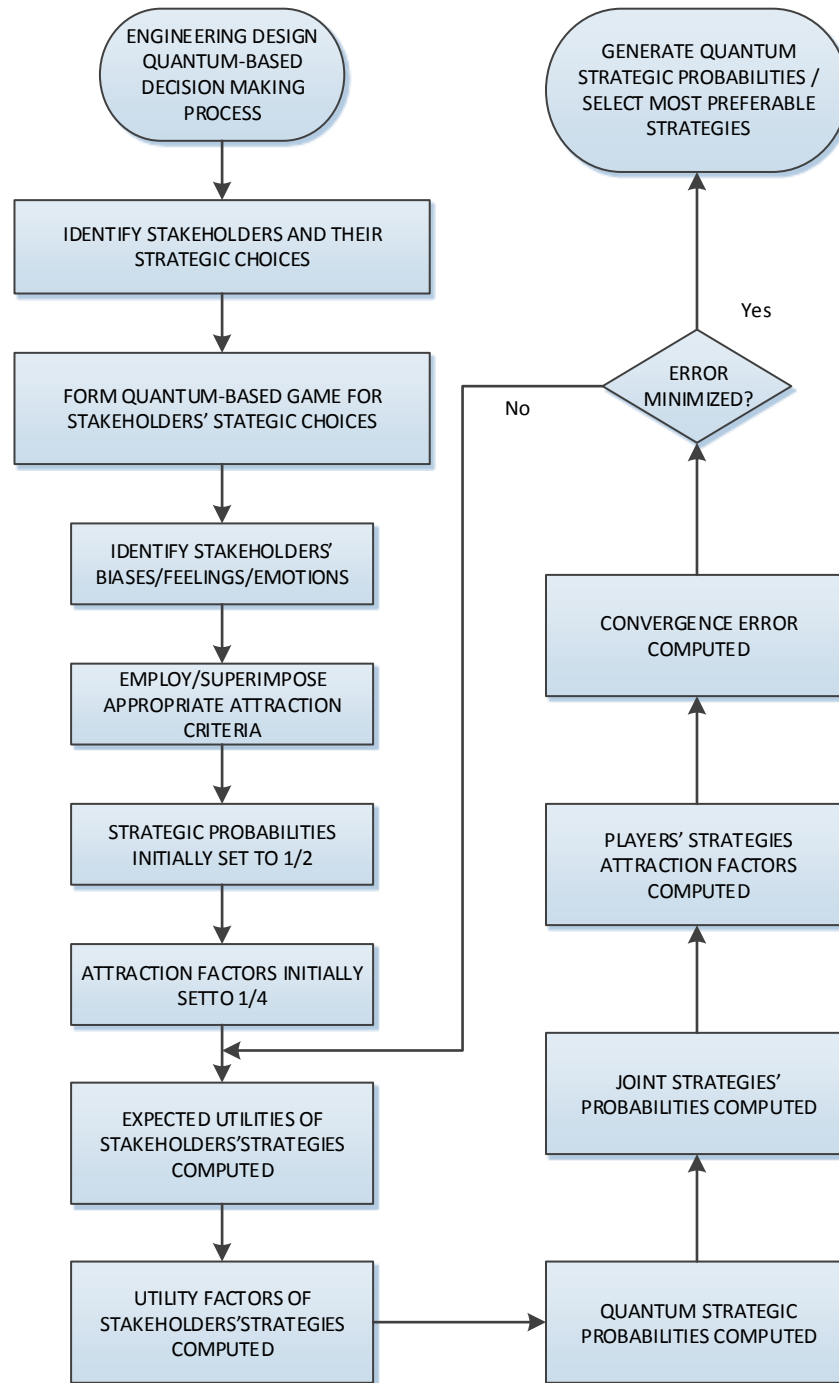 ENGINEERING DESIGN
QUANTUM-BASED
DECISION MAKING
PROCESS
IDENTIFY STAKEHOLDERS AND THEIR
STRATEGIC CHOICES
FORM QUANTUM-BASED GAME FOR
STAKEHOLDERS’ STATEGIC CHOICES
IDENTIFY STAKEHOLDERS’
BIASES/FEELINGS/EMOTIONS
EMPLOY/SUPERIMPOSE
APPROPRIATE ATTRACTION
CRITERIA
STRATEGIC PROBABILITIES
INITIALLY SET TO 1/2
ATTRACTION FACTORS INITIALLY
SETTO 1/4
EXPECTED UTILITIES OF
STAKEHOLDERS’STRATEGIES
COMPUTED
UTILITY FACTORS OF
STAKEHOLDERS’STRATEGIES
COMPUTED
QUANTUM STRATEGIC
PROBABILITIES COMPUTED
JOINT STRATEGIES’
PROBABILITIES COMPUTED
PLAYERS’ STRATEGIES
ATTRACTION FACTORS
COMPUTED
CONVERGENCE ERROR
COMPUTED
ERROR
MINIMIZED?
No
Yes
GENERATE QUANTUM
STRATEGIC PROBABILITIES /
SELECT MOST PREFERABLE
STRATEGIES